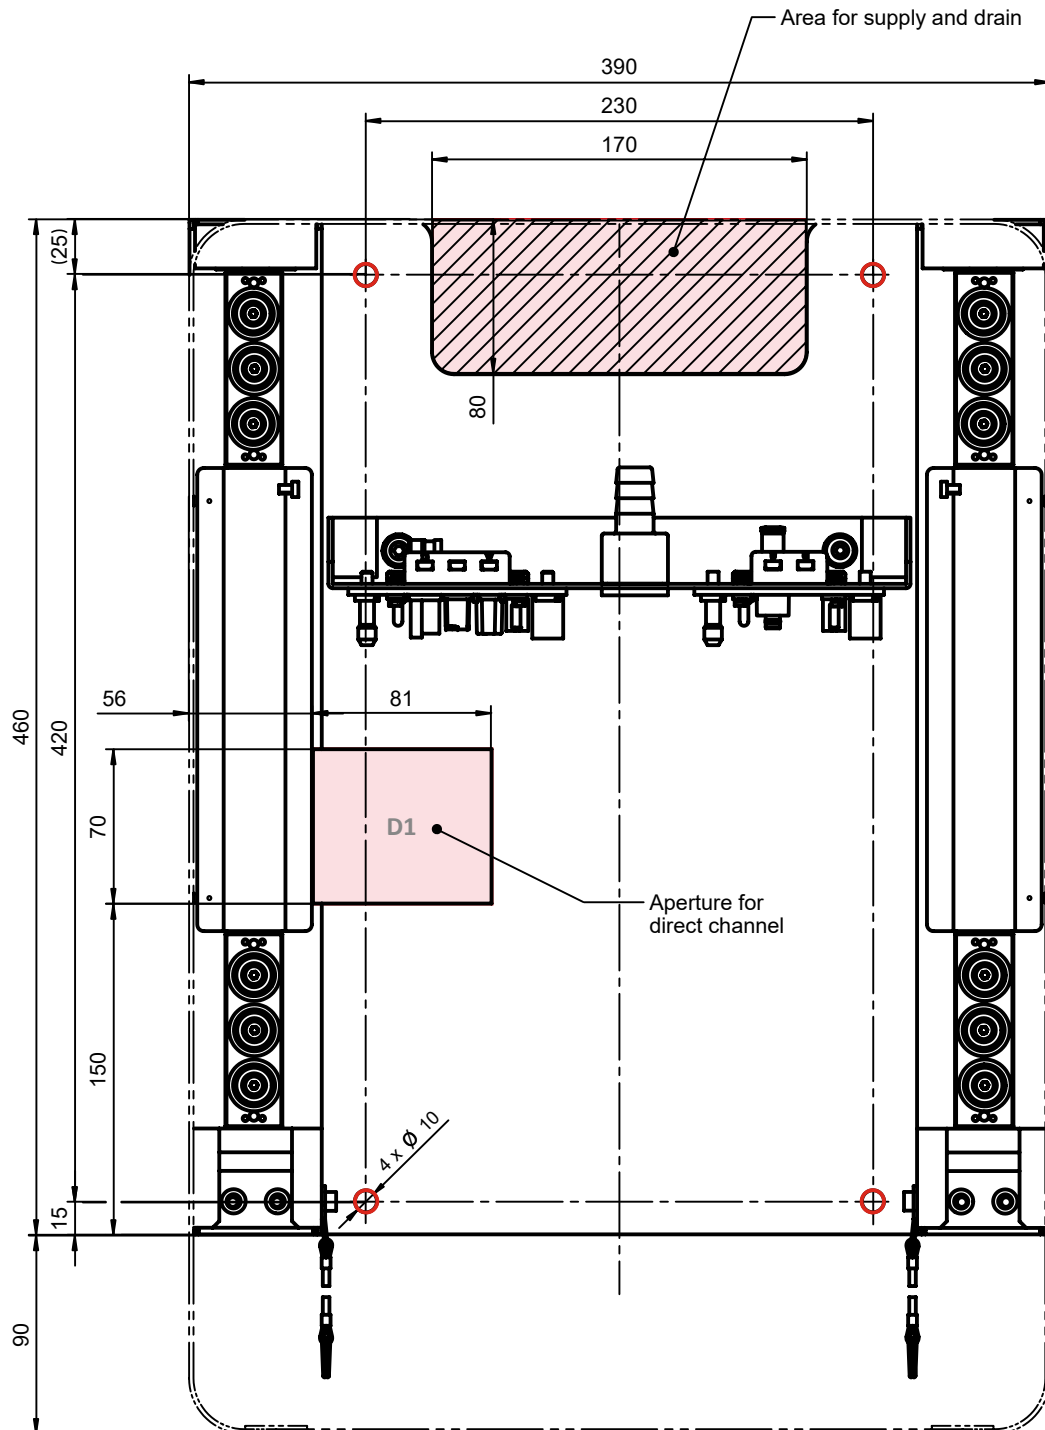 Area for supply and drain
390
230
170
(25)
80
56
81
460
420
70
D1
Aperture for
direct channel
150
4 x Ø 10
15
90